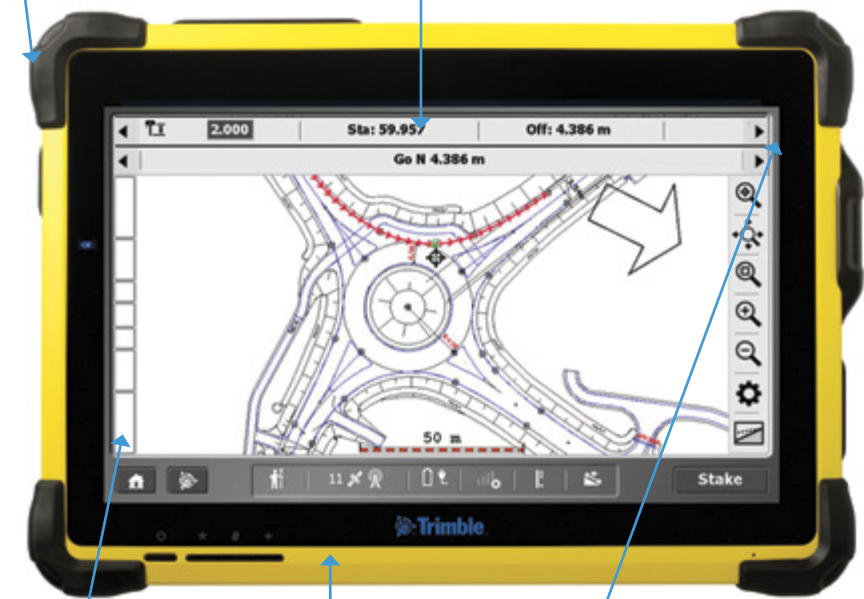 2.000 Sta: 59.957 Off: 4.386 m
Go N 4.386 m
50 m
11 Stake
Trimble
* # +